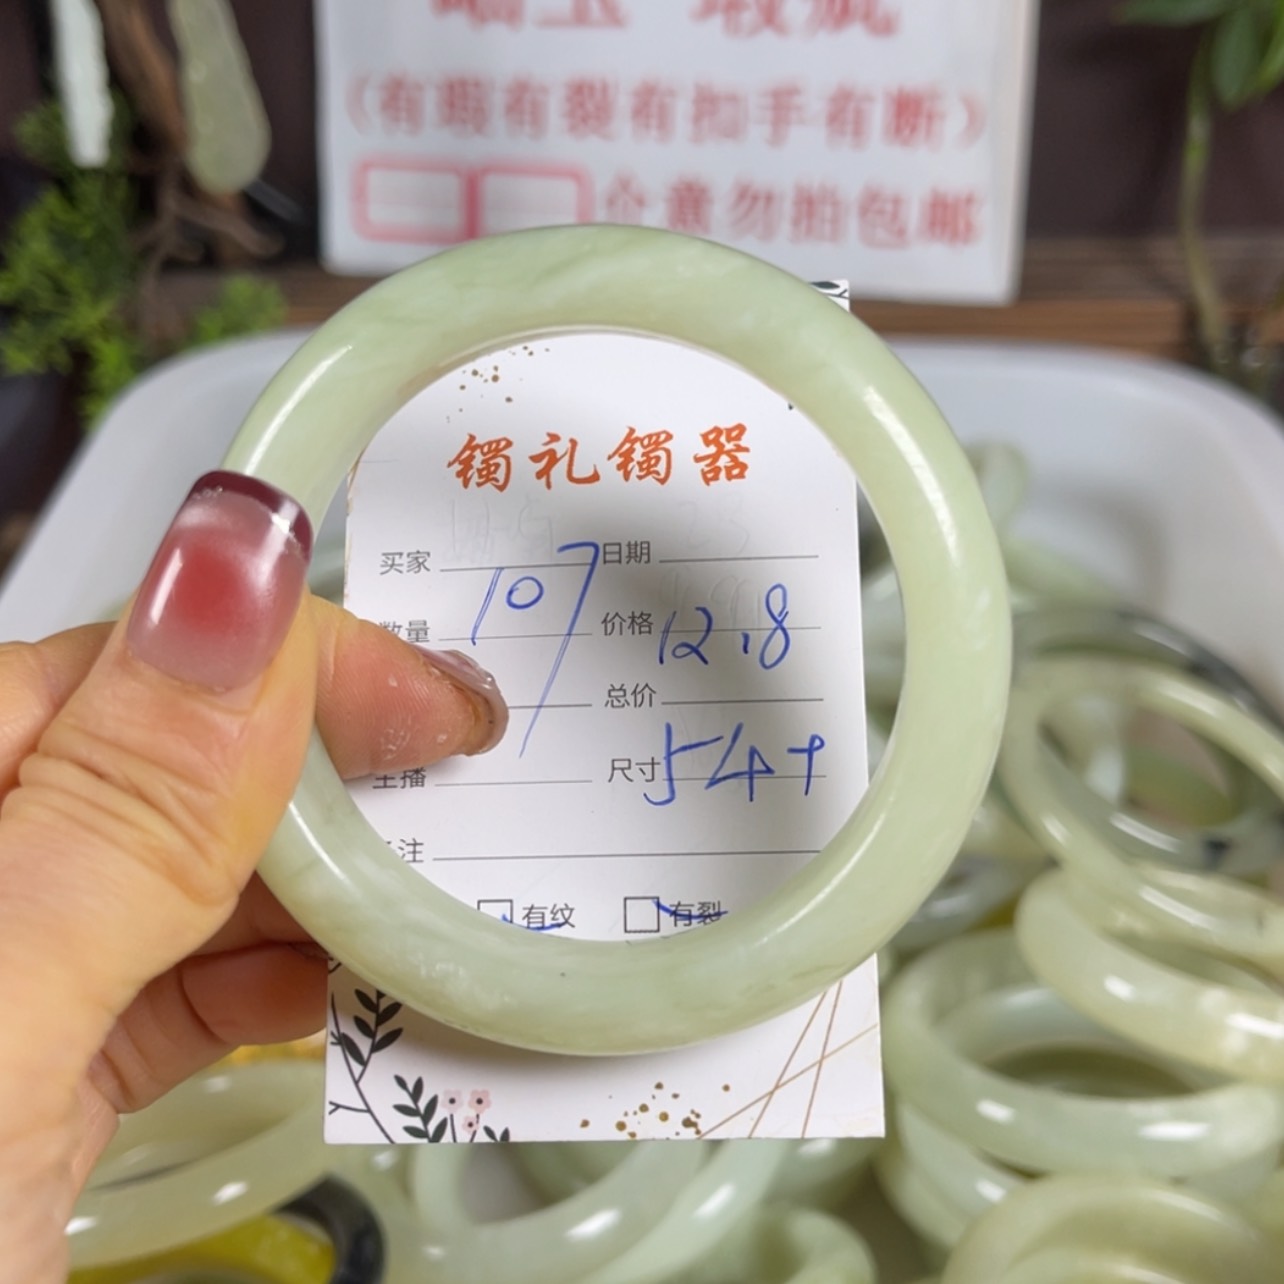 （有瑕有裂有扣手有断）
介意勿拍包邮
镯礼镯器
买家 日期
107
数量 价格 12.8
总价
主播 尺寸 54+
注
有纹 有裂